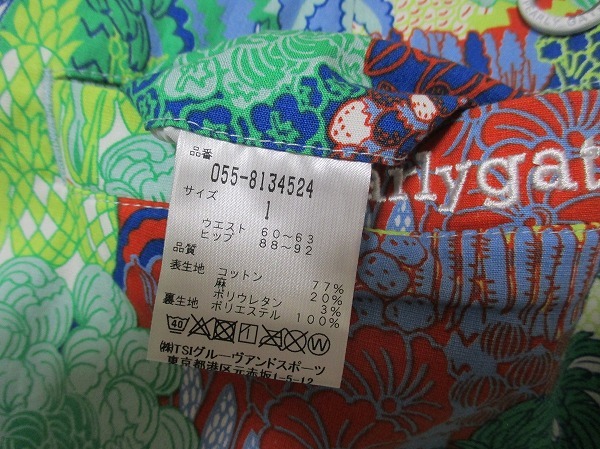 品番
055-8134524
サイズ
1
ウエスト 60～63
ヒップ 88～92
品質
表生地 コットン 77%
麻 20%
ポリウレタン 3%
裏生地 ポリエステル 100%
40 W
㈱TSIグルーヴアンドスポーツ
東京都港区元赤坂1-5-12
arlygat